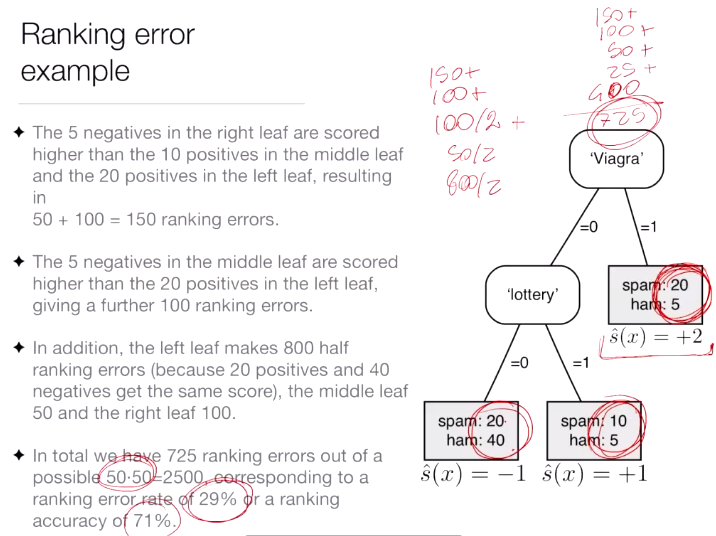 Ranking error
example
✦ The 5 negatives in the right leaf are scored
higher than the 10 positives in the middle leaf
and the 20 positives in the left leaf, resulting
in
50 + 100 = 150 ranking errors.
✦ The 5 negatives in the middle leaf are scored
higher than the 20 positives in the left leaf,
giving a further 100 ranking errors.
✦ In addition, the left leaf makes 800 half
ranking errors (because 20 positives and 40
negatives get the same score), the middle leaf
50 and the right leaf 100.
✦ In total we have 725 ranking errors out of a
possible 50·50=2500, corresponding to a
ranking error rate of 29% or a ranking
accuracy of 71%.
150+
100+
100/2 +
50/2
800/2
150+
100+
50+
25+
400
725
'Viagra'
=0
=1
'lottery'
spam: 20
ham: 5
ŝ(x) = +2
=0
=1
spam: 20
ham: 40
ŝ(x) = −1
spam: 10
ham: 5
ŝ(x) = +1